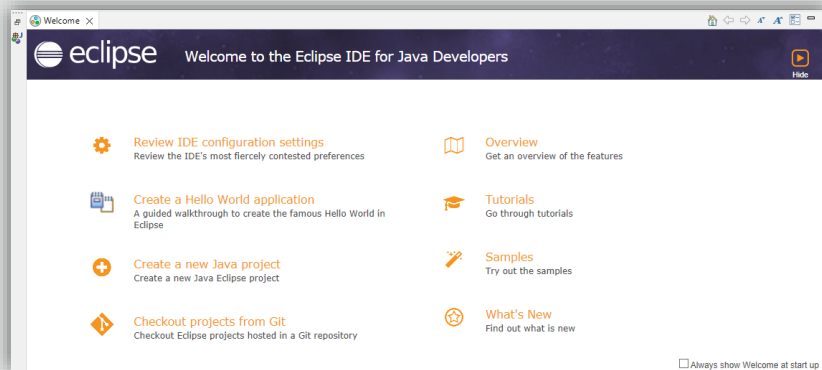 Welcome
eclipse Welcome to the Eclipse IDE for Java Developers
Hide
Review IDE configuration settings
Review the IDE's most fiercely contested preferences
Overview
Get an overview of the features
Create a Hello World application
A guided walkthrough to create the famous Hello World in
Eclipse
Tutorials
Go through tutorials
Create a new Java project
Create a new Java Eclipse project
Samples
Try out the samples
Checkout projects from Git
Checkout Eclipse projects hosted in a Git repository
What's New
Find out what is new
Always show Welcome at start up